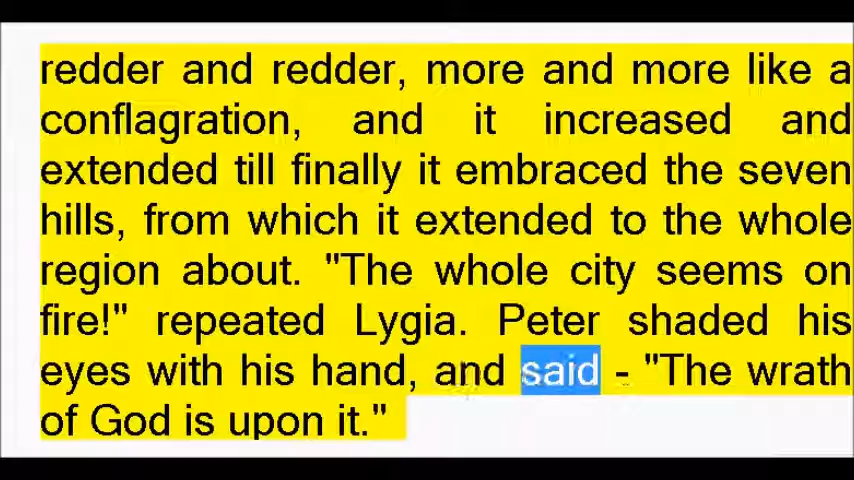 redder and redder, more and more like a
conflagration, and it increased and
extended till finally it embraced the seven
hills, from which it extended to the whole
region about. "The whole city seems on
fire!" repeated Lygia. Peter shaded his
eyes with his hand, and said - "The wrath
of God is upon it."